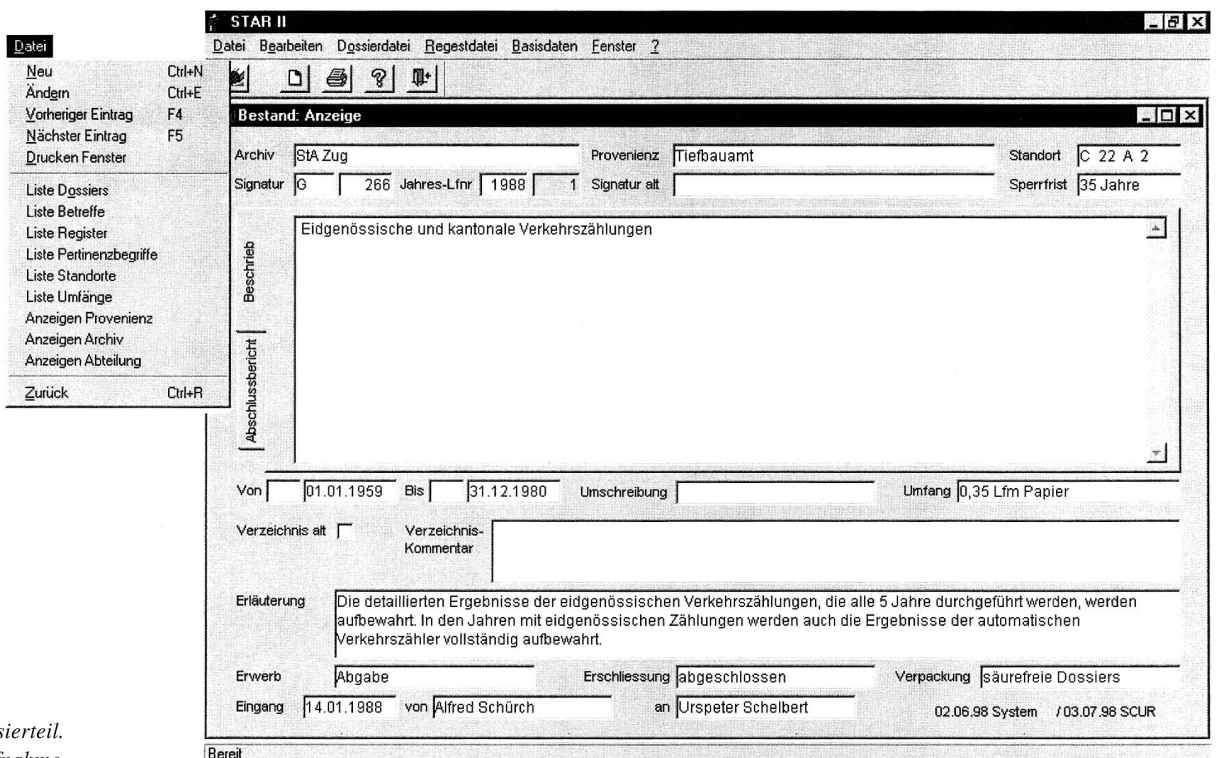 Datei
Neu Ctrl+N
Ändern Ctrl+E
Vorheriger Eintrag F4
Nächster Eintrag F5
Drucken Fenster
Liste Dossiers
Liste Betreffe
Liste Register
Liste Pertinenzbegriffe
Liste Standorte
Liste Umfänge
Anzeigen Provenienz
Anzeigen Archiv
Anzeigen Abteilung
Zurück Ctrl+R
STAR II
Datei Bearbeiten Dossierdatei Regestdatei Basisdaten Fenster ?
Bestand: Anzeige
Archiv StA Zug Provenienz Tiefbauamt Standort C 22 A 2
Signatur G 266 Jahres-Lfnr 1988 1 Signatur alt Sperrfrist 35 Jahre
Beschrieb
Abschlussbericht
Eidgenössische und kantonale Verkehrszählungen
Von 01.01.1959 Bis 31.12.1980 Umschreibung Umfang 0,35 Lfm Papier
Verzeichnis alt Verzeichnis-
Kommentar
Erläuterung Die detaillierten Ergebnisse der eidgenössischen Verkehrszählungen, die alle 5 Jahre durchgeführt werden, werden
aufbewahrt. In den Jahren mit eidgenössischen Zählungen werden auch die Ergebnisse der automatischen
Verkehrszähler vollständig aufbewahrt.
Erwerb Abgabe Erschliessung abgeschlossen Verpackung säurefreie Dossiers
Eingang 14.01.1988 von Alfred Schürch an Urspeter Schelbert 02.06.98 System / 03.07.98 SCUR
Bereit
sierteil.